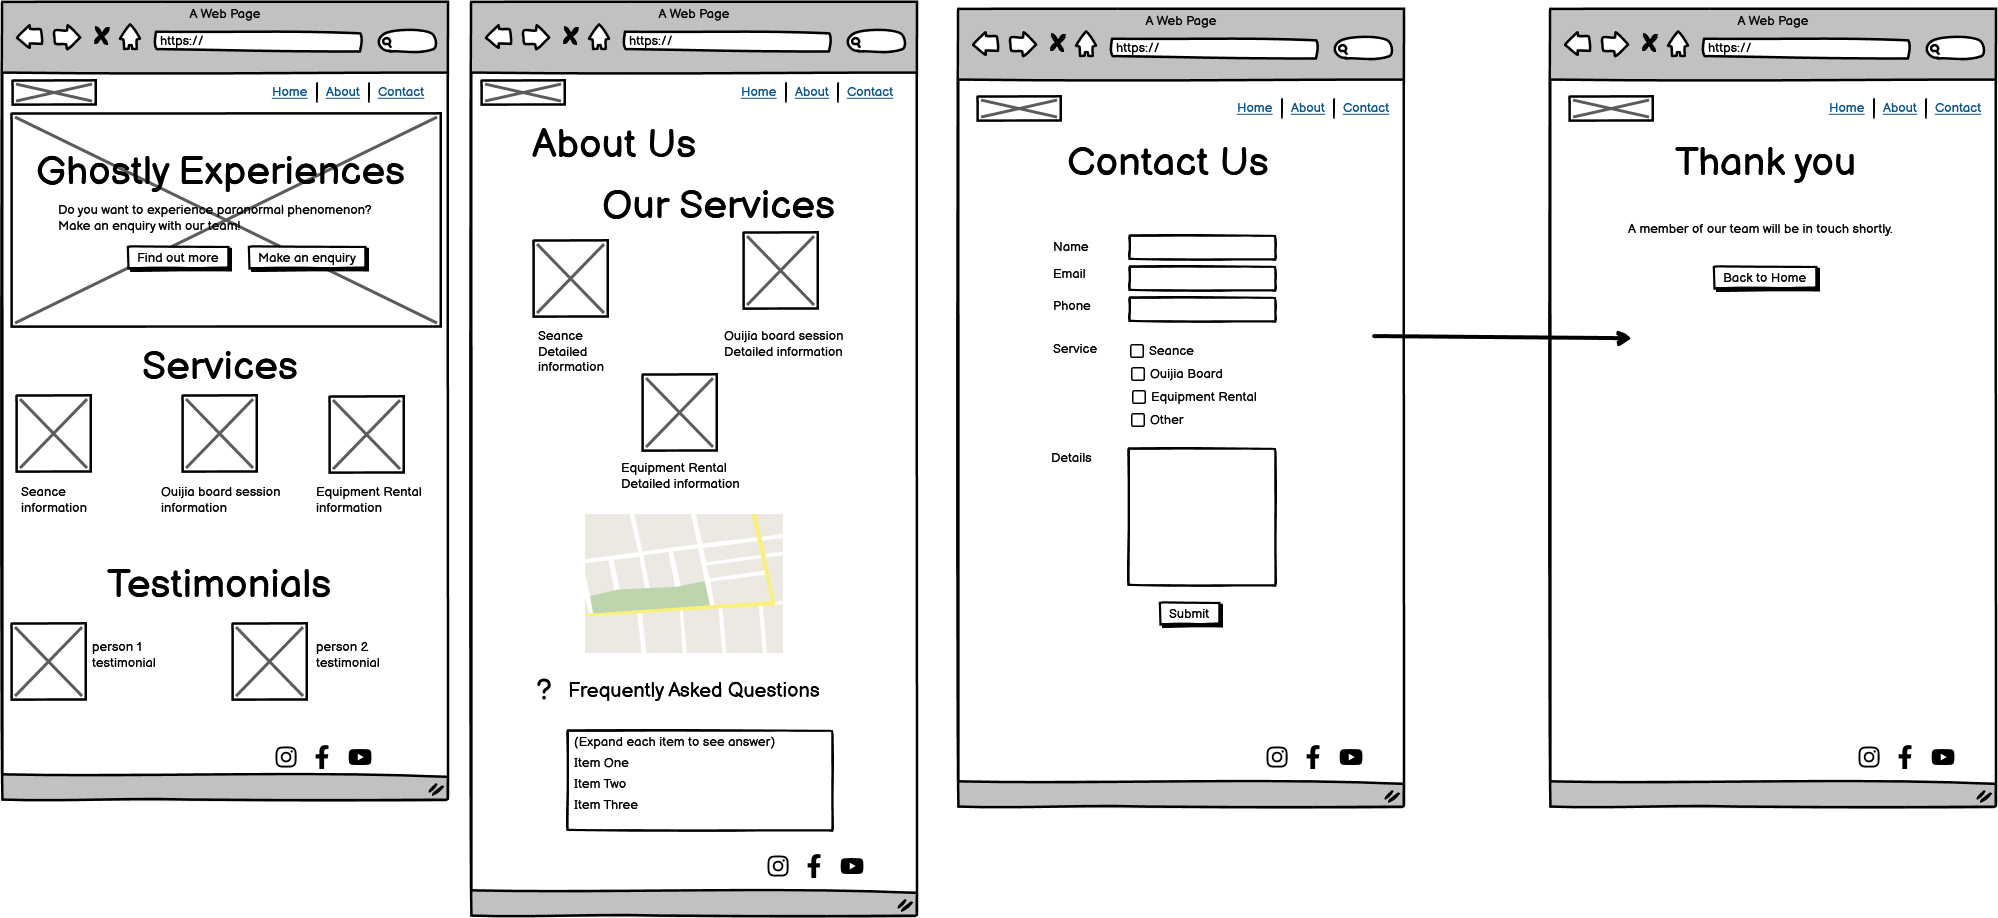 A Web Page
https://
Home | About | Contact
Ghostly Experiences
Do you want to experience paranormal phenomenon?
Make an enquiry with our team!
Find out more
Make an enquiry
Services
Seance
information
Ouijia board session
information
Equipment Rental
information
Testimonials
person 1
testimonial
person 2
testimonial
A Web Page
https://
Home | About | Contact
About Us
Our Services
Seance
Detailed
information
Ouijia board session
Detailed information
Equipment Rental
Detailed information
? Frequently Asked Questions
(Expand each item to see answer)
Item One
Item Two
Item Three
A Web Page
https://
Home | About | Contact
Contact Us
Name
Email
Phone
Service
Seance
Ouijia Board
Equipment Rental
Other
Details
Submit
A Web Page
https://
Home | About | Contact
Thank you
A member of our team will be in touch shortly.
Back to Home